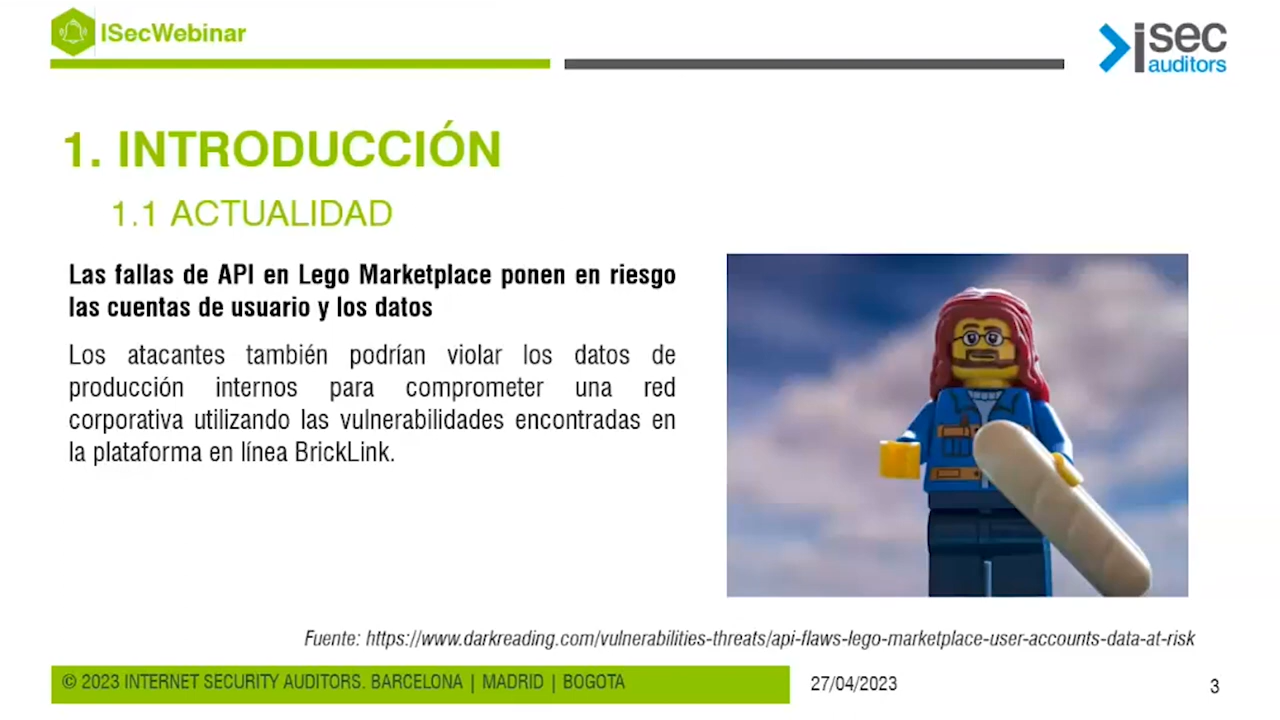 ISecWebinar
isec
auditors
1. INTRODUCCIÓN
1.1 ACTUALIDAD
Las fallas de API en Lego Marketplace ponen en riesgo
las cuentas de usuario y los datos
Los atacantes también podrían violar los datos de
producción internos para comprometer una red
corporativa utilizando las vulnerabilidades encontradas en
la plataforma en línea BrickLink.
Fuente: https://www.darkreading.com/vulnerabilities-threats/api-flaws-lego-marketplace-user-accounts-data-at-risk
© 2023 INTERNET SECURITY AUDITORS. BARCELONA | MADRID | BOGOTA
27/04/2023
3